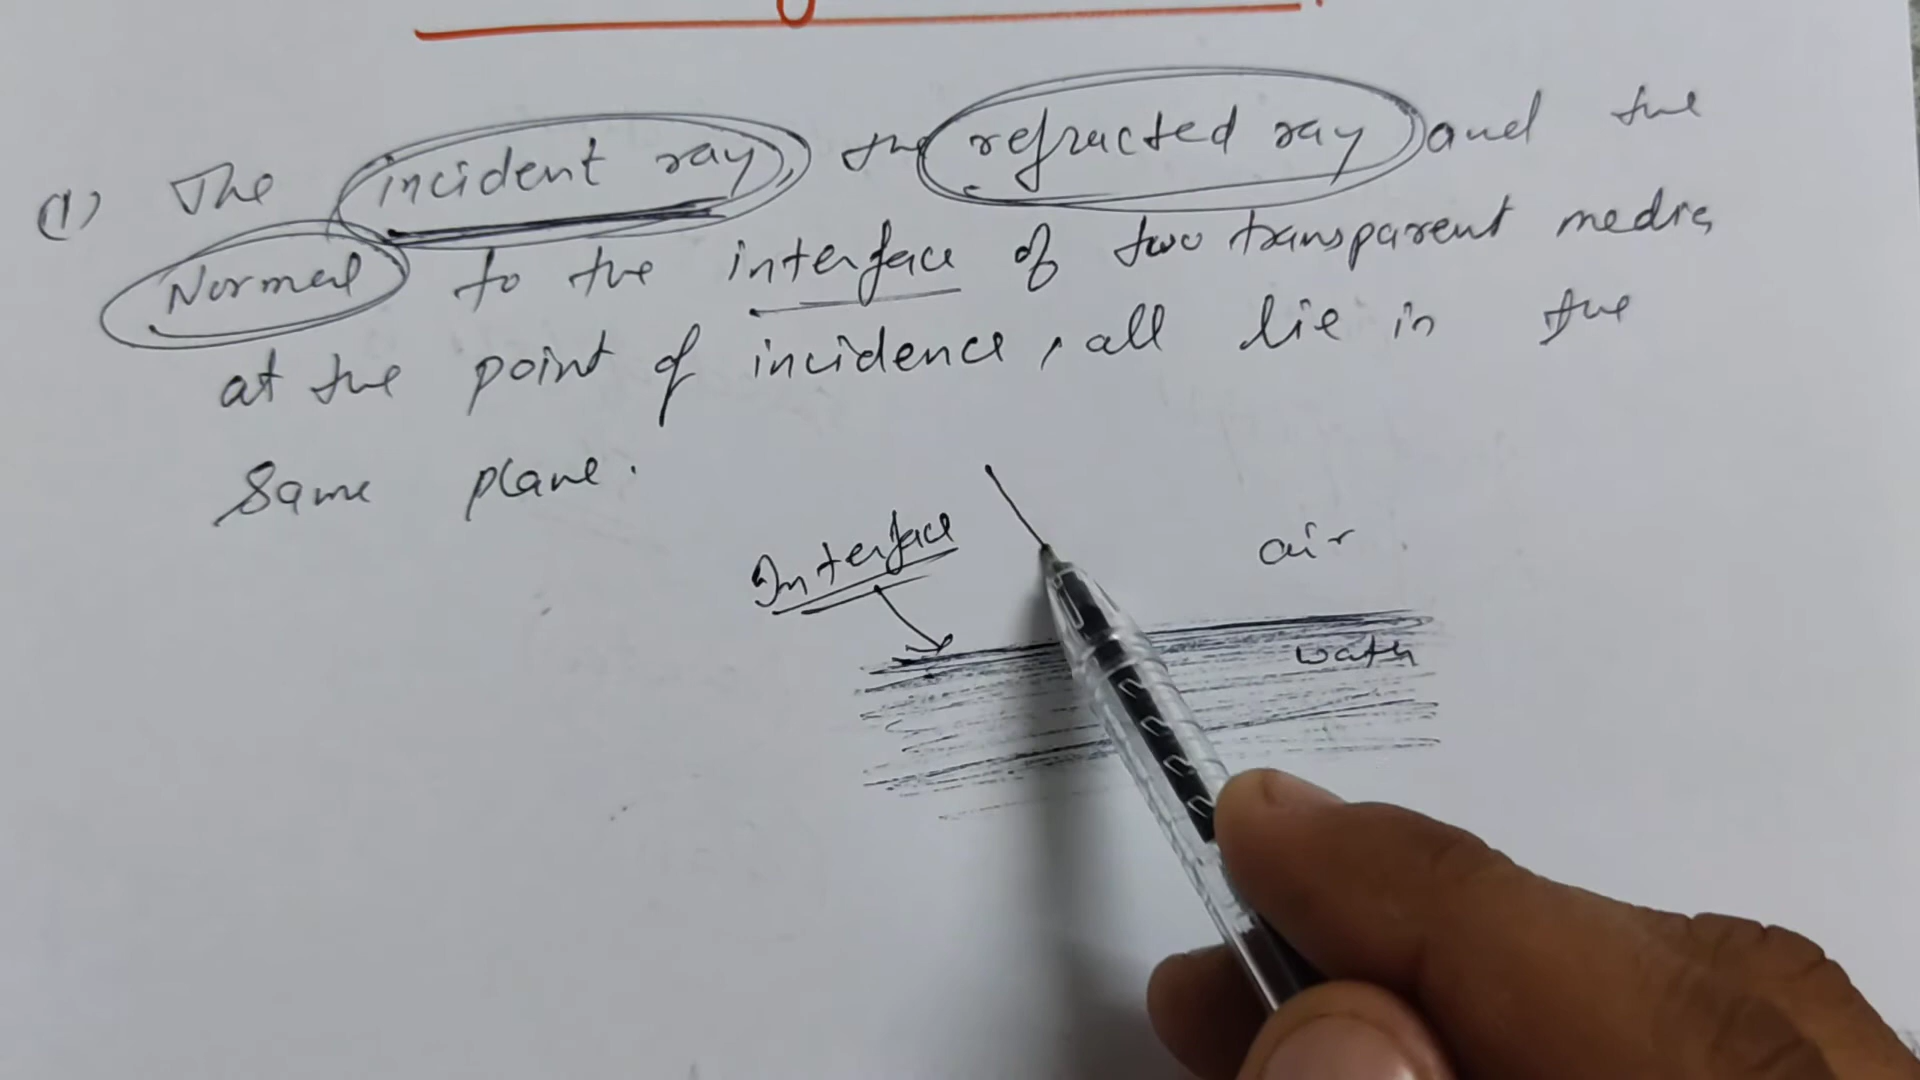 (1) The incident ray, the refracted ray and the
Normal to the interface of two transparent media
at the point of incidence, all lie in the
same plane.
Interface
air
water